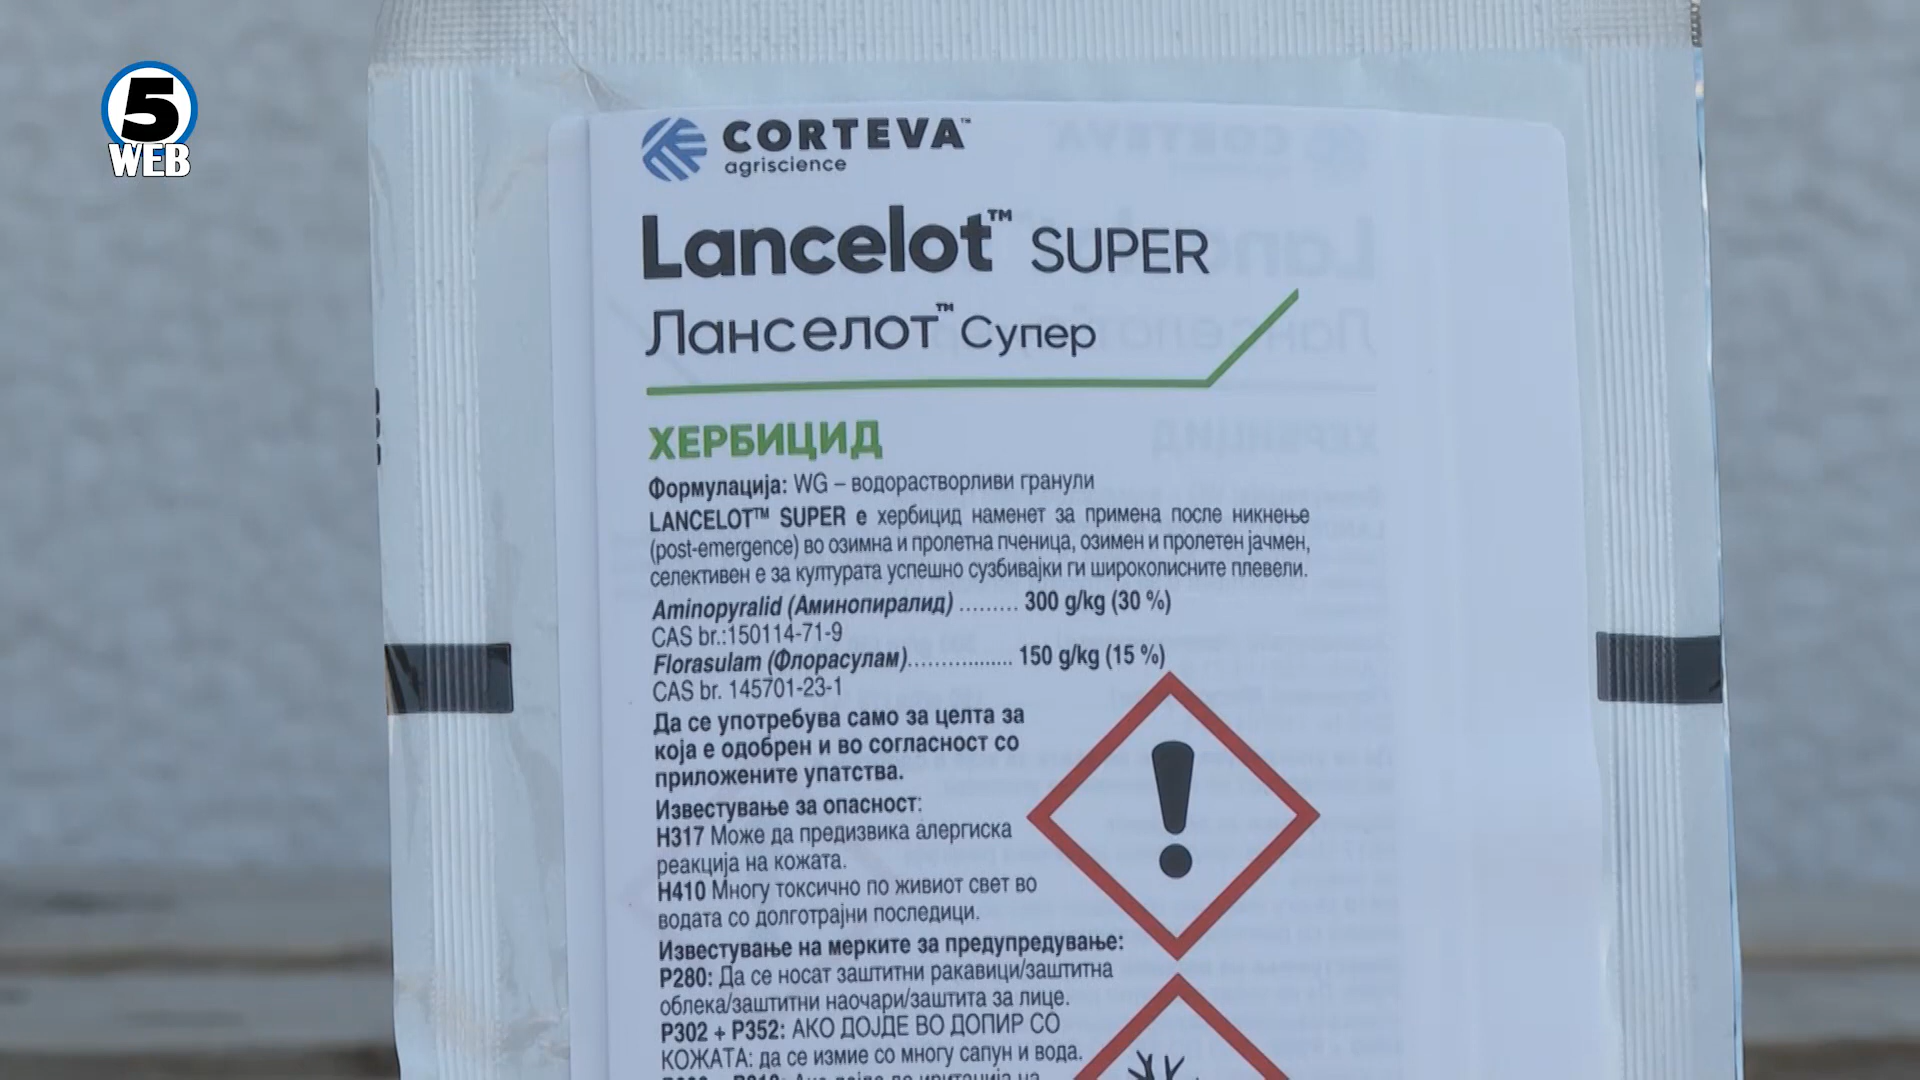 5
WEB
CORTEVA™
agriscience
Lancelot™ SUPER
Ланселот™ Супер
ХЕРБИЦИД
Формулација: WG – водорастворливи гранули
LANCELOT™ SUPER е хербицид наменет за примена после никнење
(post-emergence) во озимна и пролетна пченица, озимен и пролетен јачмен,
селективен е за културата успешно сузбивајки ги широколисните плевели.
Aminopyralid (Аминопиралид) ......... 300 g/kg (30 %)
CAS br.:150114-71-9
Florasulam (Флорасулам)................. 150 g/kg (15 %)
CAS br. 145701-23-1
Да се употребува само за целта за
која е одобрен и во согласност со
приложените упатства.
Известување за опасност:
H317 Може да предизвика алергиска
реакција на кожата.
H410 Многу токсично по живиот свет во
водата со долготрајни последици.
Известување на мерките за предупредување:
P280: Да се носат заштитни ракавици/заштитна
облека/заштитни наочари/заштита за лице.
P302 + P352: АКО ДОЈДЕ ВО ДОПИР СО
КОЖАТА: да се измие со многу сапун и вода.